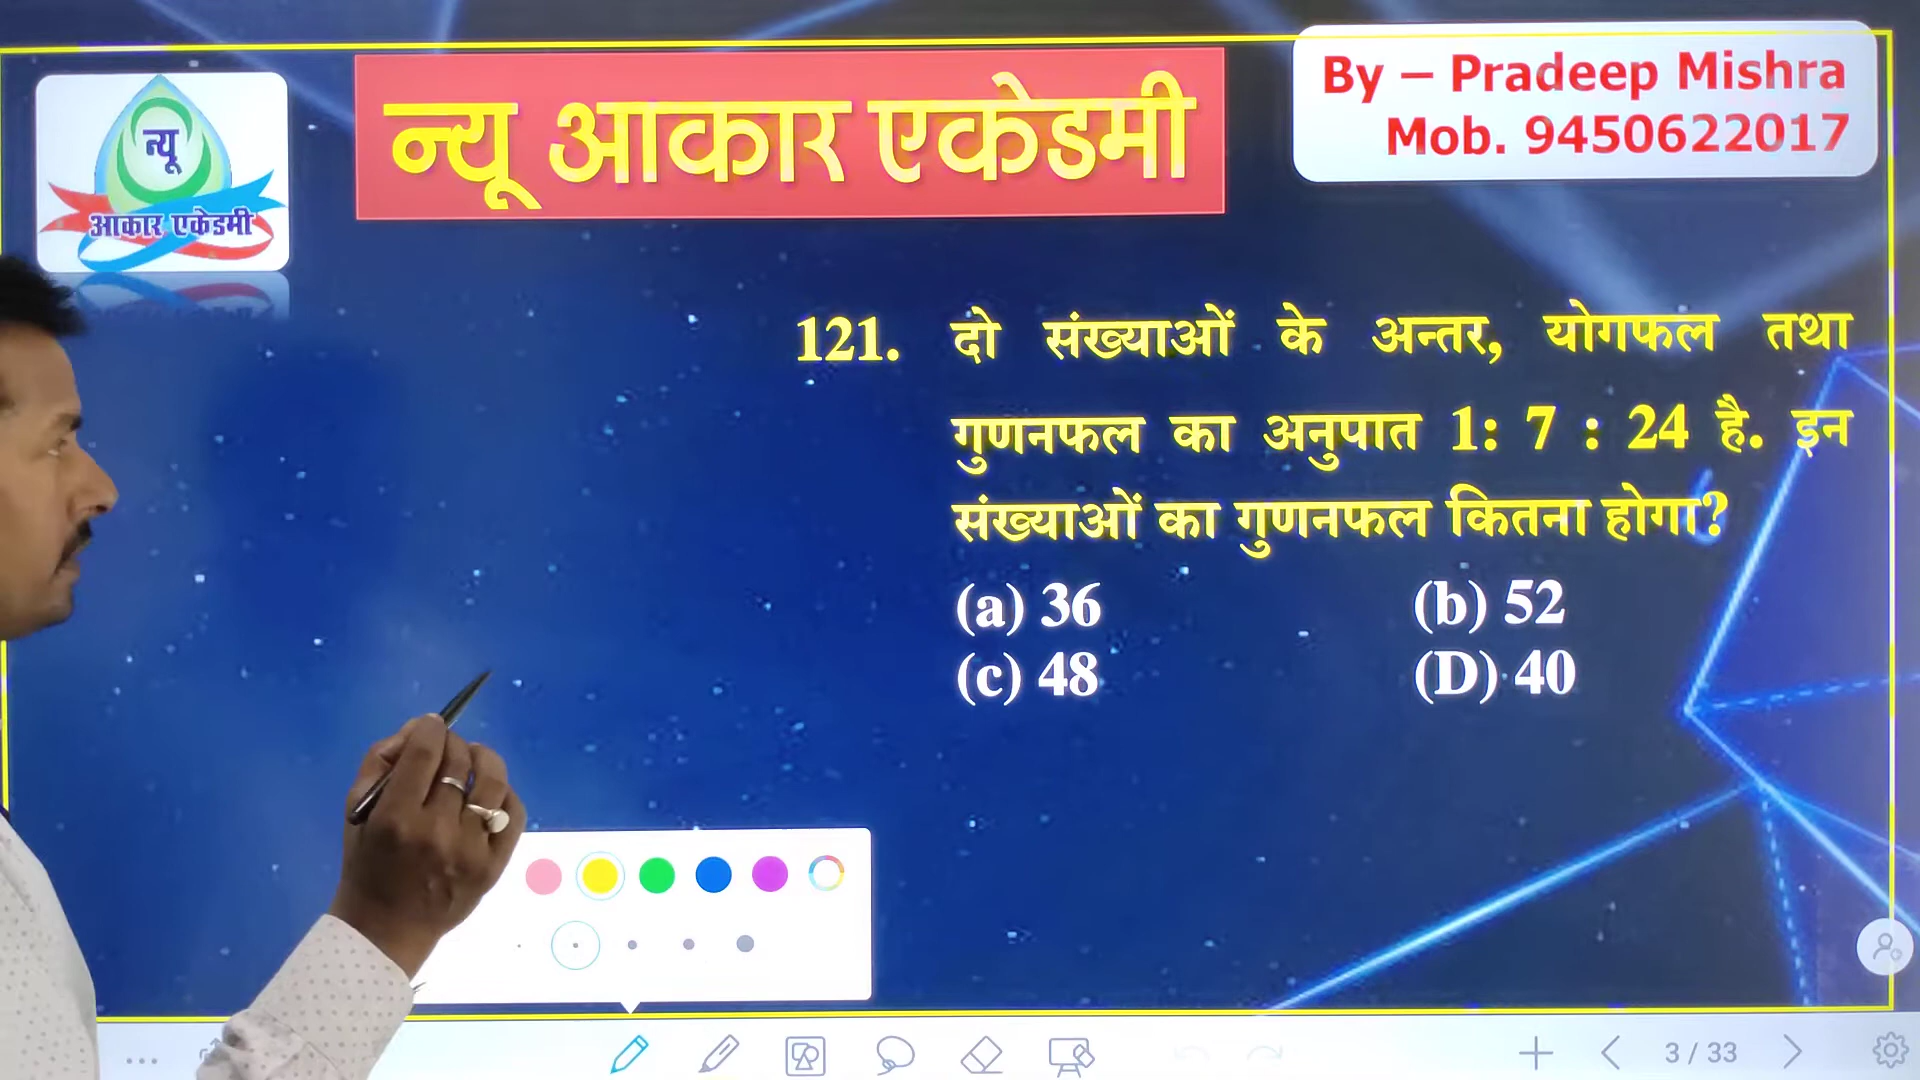 न्यू
आकार एकेडमी
न्यू आकार एकेडमी
By – Pradeep Mishra
Mob. 9450622017
121. दो संख्याओं के अन्तर, योगफल तथा
गुणनफल का अनुपात 1: 7 : 24 है. इन
संख्याओं का गुणनफल कितना होगा?
(a) 36 (b) 52
(c) 48 (D) 40
3 / 33